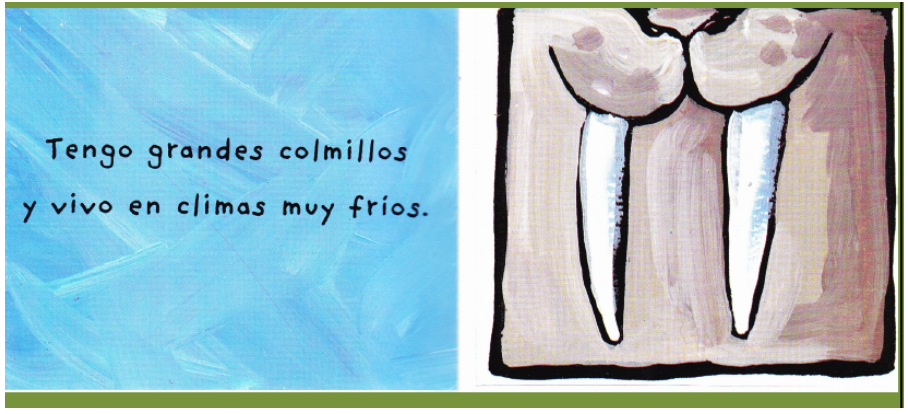 Tengo grandes colmillos
y vivo en climas muy fríos.